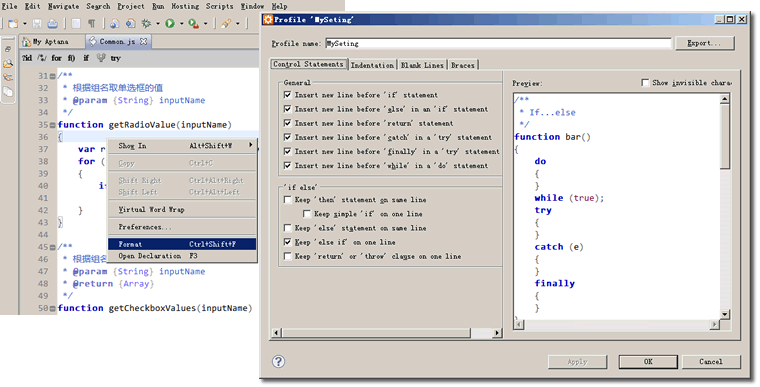 File Edit Navigate Search Project Run Hosting Scripts Window Help
My Aptana
Common.js
?id /*/ for f() if try
31 /**
* 根据组名取单选框的值
* @param {String} inputName
34 */
35 function getRadioValue(inputName)
36 {
37 var r
38 for (
39 {
40 i
41
42 }
43 }
44
45 /**
* 根据组名
* @param {String} inputName
* @return {Array}
49 */
50 function getCheckboxValues(inputName)
Show In Alt+Shift+W
Copy Ctrl+C
Shift Right Ctrl+Alt+Right
Shift Left Ctrl+Alt+Left
Virtual Word Wrap
Preferences...
Format Ctrl+Shift+F
Open Declaration F3
Profile 'MySeting'
Profile name: MySeting Export...
Control Statements Indentation Blank Lines Braces
General
Insert new line before 'if' statement
Insert new line before 'else' in an 'if' statement
Insert new line before 'return' statement
Insert new line before 'catch' in a 'try' statement
Insert new line before 'finally' in a 'try' statement
Insert new line before 'while' in a 'do' statement
'if else'
Keep 'then' statement on same line
Keep simple 'if' on one line
Keep 'else' statement on same line
Keep 'else if' on one line
Keep 'return' or 'throw' clause on one line
Preview: Show invisible chara
/**
* If...else
*/
function bar()
{
do
{
}
while (true);
try
{
}
catch (e)
{
}
finally
{
}
}
Apply OK Cancel